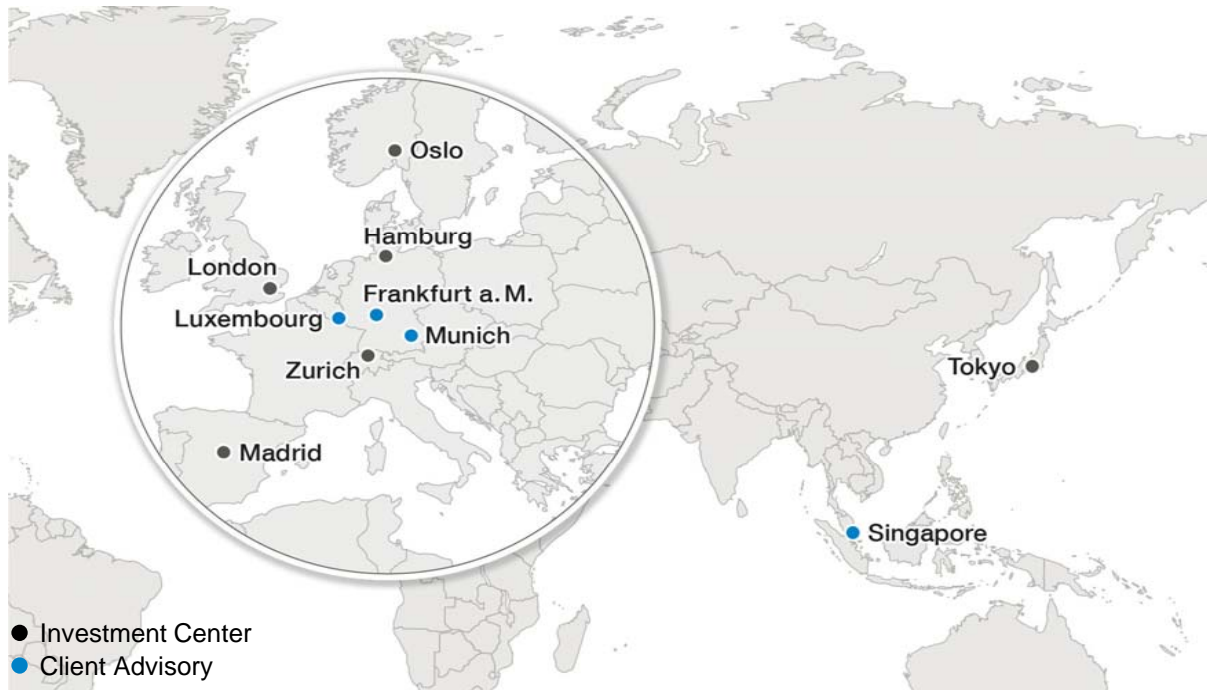 Oslo
Hamburg
London
Frankfurt a. M.
Luxembourg
Munich
Zurich
Tokyo
Madrid
Singapore
Investment Center
Client Advisory